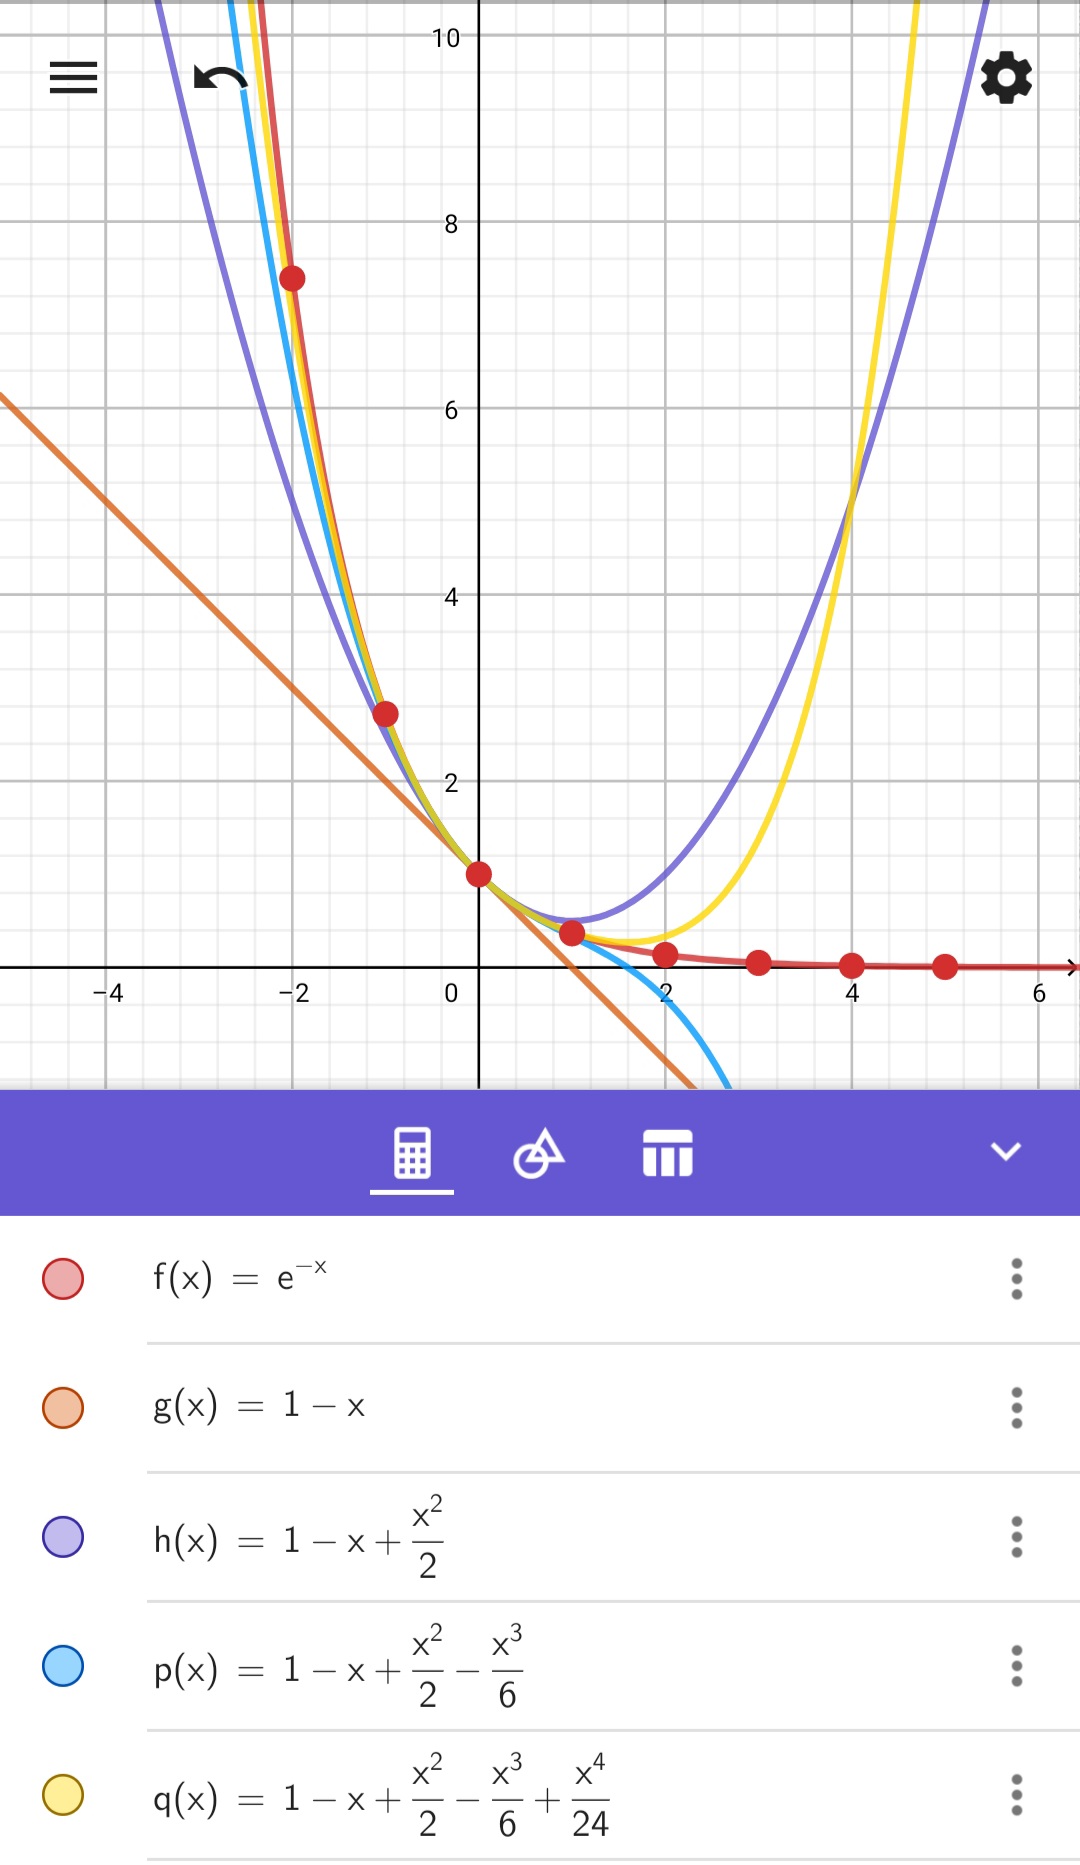 10
8
6
4
2
−4 −2 0 2 4 6
f(x) = e⁻ˣ
g(x) = 1 − x
h(x) = 1 − x + x²/2
p(x) = 1 − x + x²/2 − x³/6
q(x) = 1 − x + x²/2 − x³/6 + x⁴/24